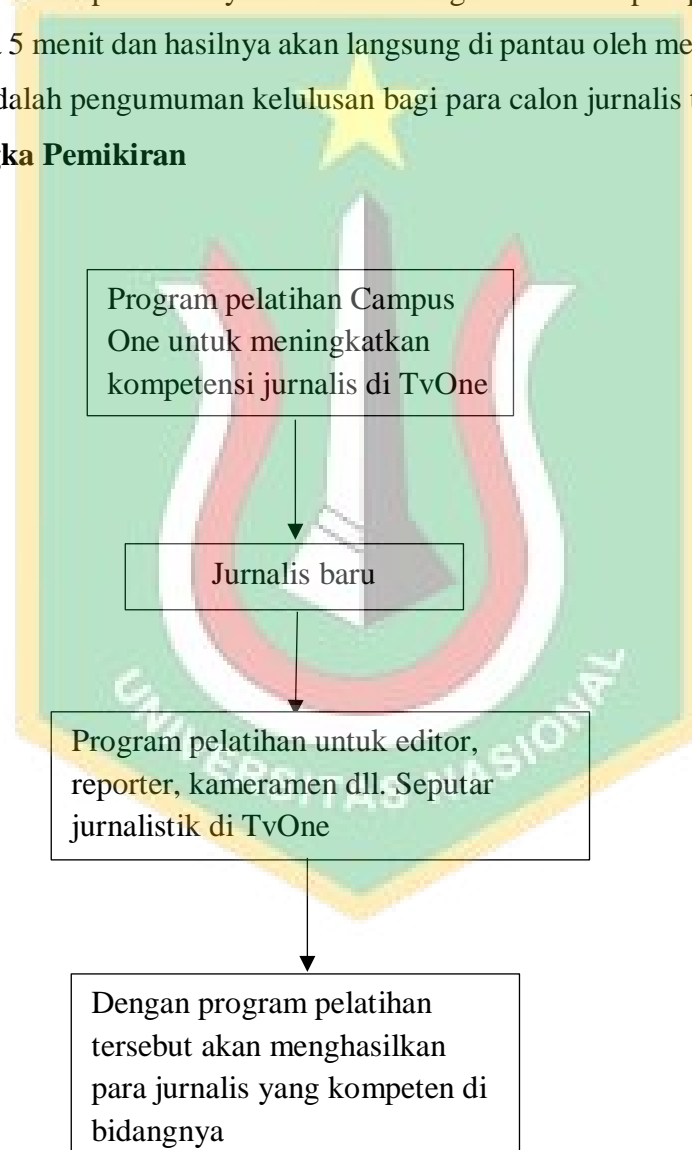 5 menit dan hasilnya akan langsung di pantau oleh
dalah pengumuman kelulusan bagi para calon jurnalis
ka Pemikiran
Program pelatihan Campus
One untuk meningkatkan
kompetensi jurnalis di TvOne
Jurnalis baru
Program pelatihan untuk editor,
reporter, kameramen dll. Seputar
jurnalistik di TvOne
UNIVERSITAS NASIONAL
Dengan program pelatihan
tersebut akan menghasilkan
para jurnalis yang kompeten di
bidangnya